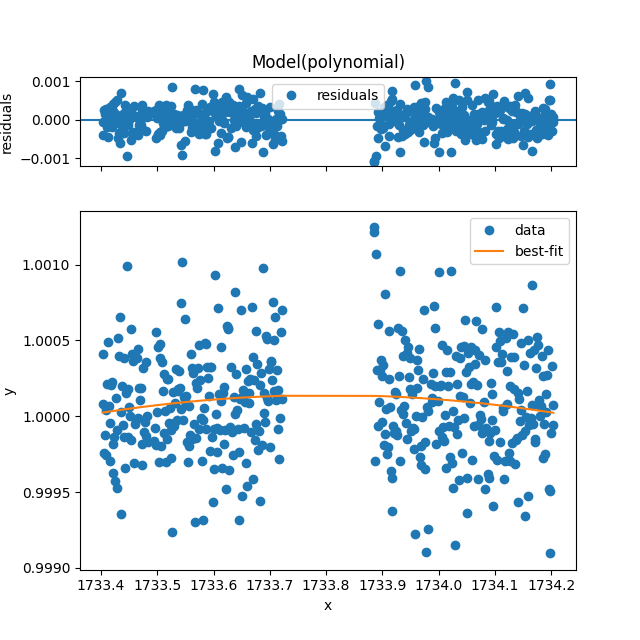 Model(polynomial)
residuals
0.001
0.000
−0.001
residuals
y
1.0010
1.0005
1.0000
0.9995
0.9990
data
best-fit
1733.4 1733.5 1733.6 1733.7 1733.8 1733.9 1734.0 1734.1 1734.2
x